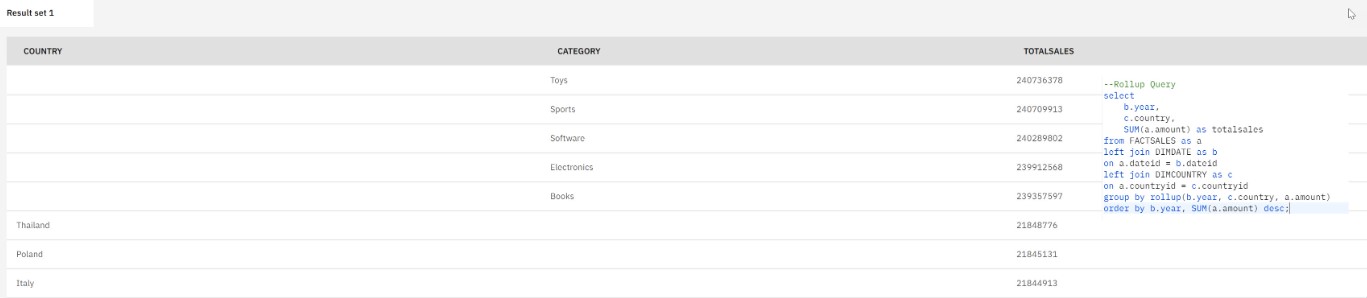 Result set 1
COUNTRY CATEGORY TOTALSALES
Toys 240736378
Sports 240709913
Software 240289802
Electronics 239912568
Books 239357597
Thailand 21848776
Poland 21845131
Italy 21844913
--Rollup Query
select
b.year,
c.country,
SUM(a.amount) as totalsales
from FACTSALES as a
left join DIMDATE as b
on a.dateid = b.dateid
left join DIMCOUNTRY as c
on a.countryid = c.countryid
group by rollup(b.year, c.country, a.amount)
order by b.year, SUM(a.amount) desc;